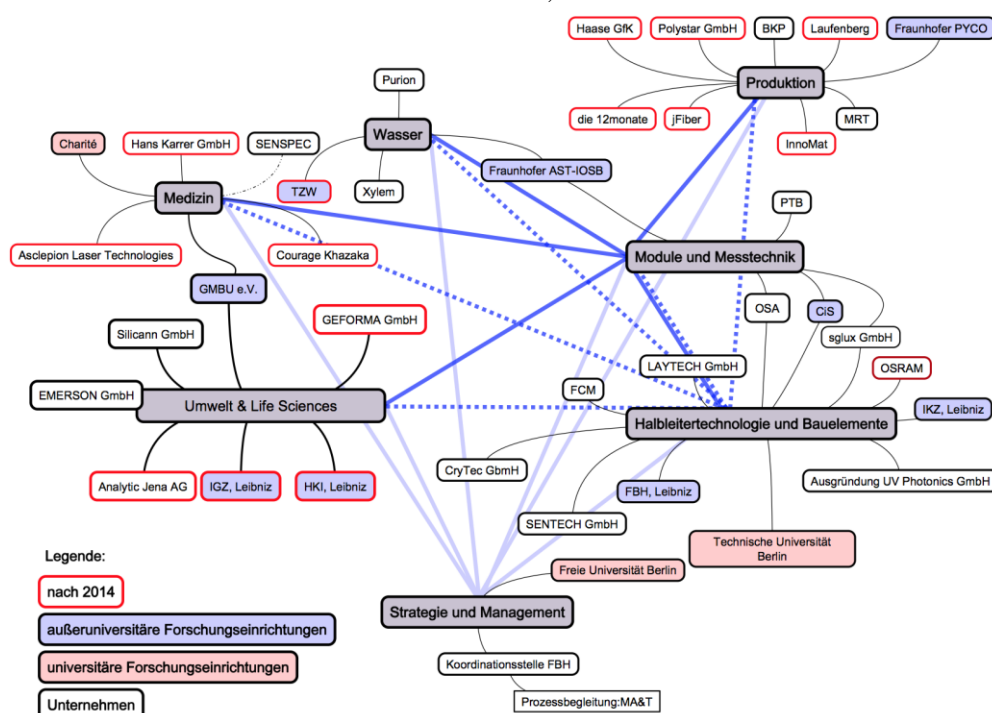 Haase GfK
Polystar GmbH
BKP
Laufenberg
Fraunhofer PYCO
Produktion
die 12monate
jFiber
InnoMat
MRT
Purion
Wasser
TZW
Xylem
Fraunhofer AST-IOSB
Charité
Hans Karrer GmbH
SENSPEC
Medizin
Asclepion Laser Technologies
Courage Khazaka
GMBU e.V.
PTB
Module und Messtechnik
OSA
CiS
sglux GmbH
Silicann GmbH
GEFORMA GmbH
EMERSON GmbH
Umwelt & Life Sciences
Analytic Jena AG
IGZ, Leibniz
HKI, Leibniz
LAYTECH GmbH
OSRAM
FCM
IKZ, Leibniz
Halbleitertechnologie und Bauelemente
CryTec GbmH
FBH, Leibniz
Ausgründung UV Photonics GmbH
SENTECH GmbH
Technische Universität
Berlin
Freie Universität Berlin
Strategie und Management
Koordinationsstelle FBH
Prozessbegleitung:MA&T
Legende:
nach 2014
außeruniversitäre Forschungseinrichtungen
universitäre Forschungseinrichtungen
Unternehmen